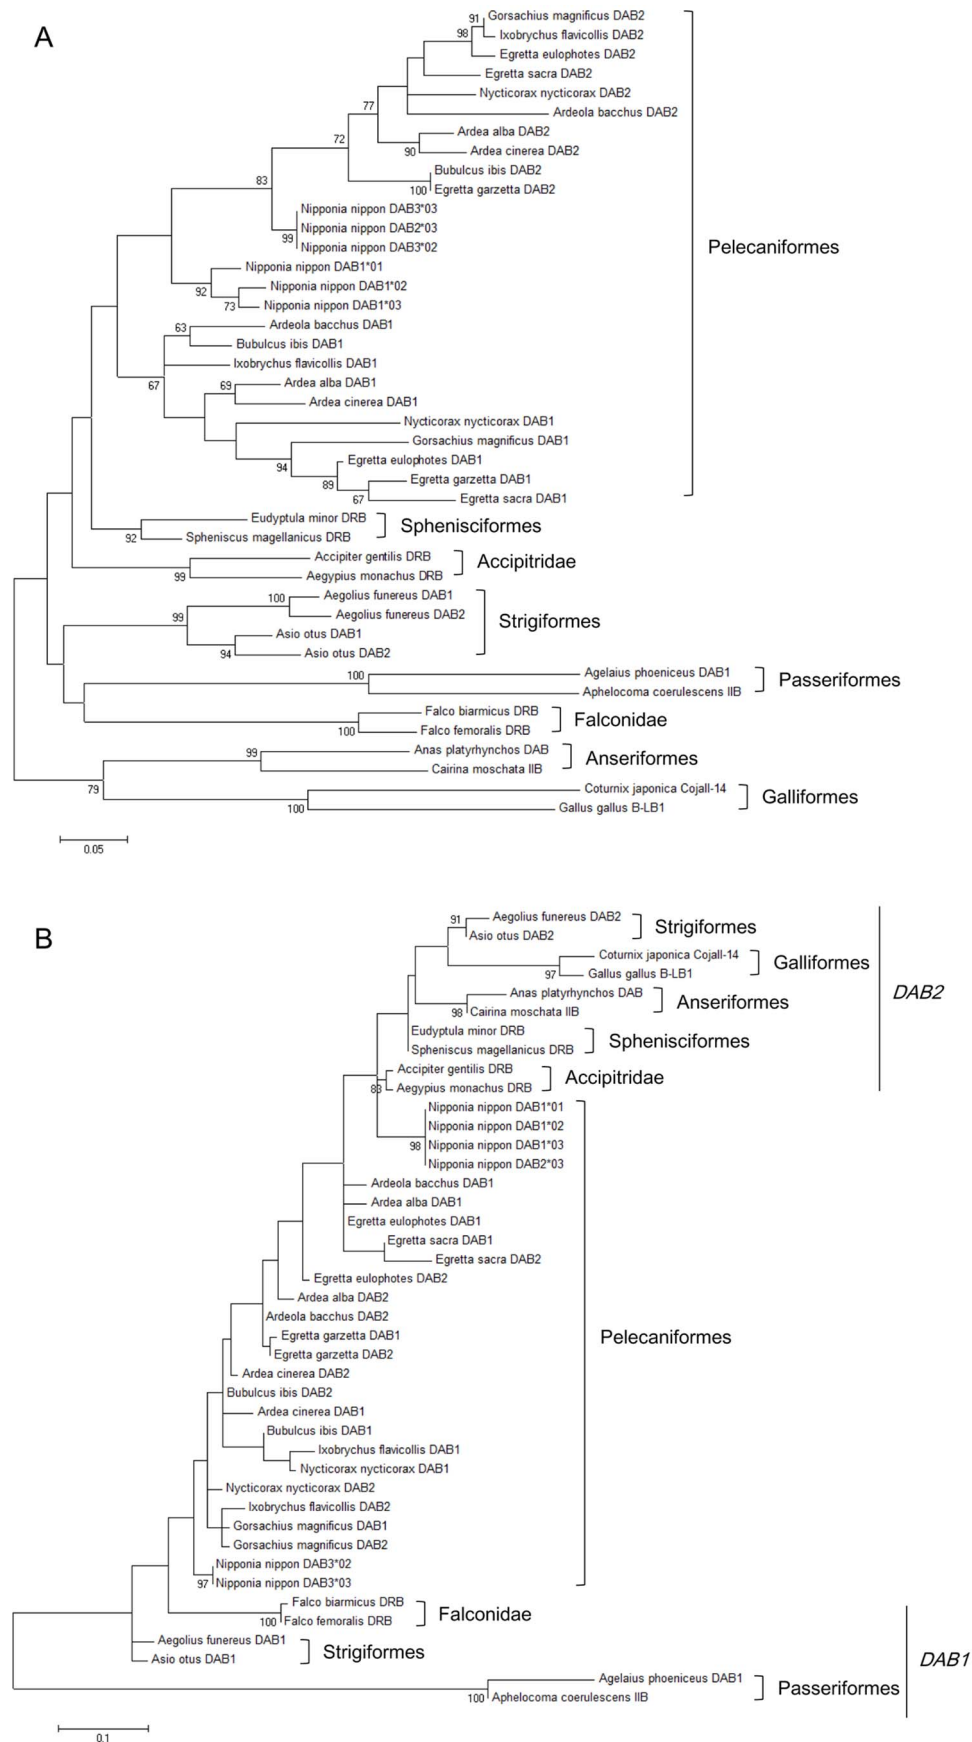 A
91
Gorsachius magnificus DAB2
98
Ixobrychus flavicollis DAB2
Egretta eulophotes DAB2
Egretta sacra DAB2
Nycticorax nycticorax DAB2
77
Ardeola bacchus DAB2
Ardea alba DAB2
72
90
Ardea cinerea DAB2
Bubulcus ibis DAB2
83
100
Egretta garzetta DAB2
Nipponia nippon DAB3*03
Nipponia nippon DAB2*03
99
Nipponia nippon DAB3*02
Pelecaniformes
Nipponia nippon DAB1*01
92
Nipponia nippon DAB1*02
73
Nipponia nippon DAB1*03
63
Ardeola bacchus DAB1
Bubulcus ibis DAB1
Ixobrychus flavicollis DAB1
67
69
Ardea alba DAB1
Ardea cinerea DAB1
Nycticorax nycticorax DAB1
Gorsachius magnificus DAB1
94
Egretta eulophotes DAB1
89
Egretta garzetta DAB1
67
Egretta sacra DAB1
Eudyptula minor DRB
Sphenisciformes
92
Spheniscus magellanicus DRB
Accipiter gentilis DRB
Accipitridae
99
Aegypius monachus DRB
100
Aegolius funereus DAB1
99
Aegolius funereus DAB2
Strigiformes
Asio otus DAB1
94
Asio otus DAB2
100
Agelaius phoeniceus DAB1
Passeriformes
Aphelocoma coerulescens IIB
Falco biarmicus DRB
Falconidae
100
Falco femoralis DRB
99
Anas platyrhynchos DAB
Anseriformes
Cairina moschata IIB
79
Coturnix japonica Cojall-14
Galliformes
100
Gallus gallus B-LB1
0.05
B
91
Aegolius funereus DAB2
Strigiformes
Asio otus DAB2
Coturnix japonica Cojall-14
Galliformes
97
Gallus gallus B-LB1
Anas platyrhynchos DAB
Anseriformes
DAB2
98
Cairina moschata IIB
Eudyptula minor DRB
Sphenisciformes
Spheniscus magellanicus DRB
Accipiter gentilis DRB
Accipitridae
83
Aegypius monachus DRB
Nipponia nippon DAB1*01
Nipponia nippon DAB1*02
98
Nipponia nippon DAB1*03
Nipponia nippon DAB2*03
Ardeola bacchus DAB1
Ardea alba DAB1
Egretta eulophotes DAB1
Egretta sacra DAB1
Egretta sacra DAB2
Egretta eulophotes DAB2
Ardea alba DAB2
Ardeola bacchus DAB2
Egretta garzetta DAB1
Pelecaniformes
Egretta garzetta DAB2
Ardea cinerea DAB2
Bubulcus ibis DAB2
Ardea cinerea DAB1
Bubulcus ibis DAB1
Ixobrychus flavicollis DAB1
Nycticorax nycticorax DAB1
Nycticorax nycticorax DAB2
Ixobrychus flavicollis DAB2
Gorsachius magnificus DAB1
Gorsachius magnificus DAB2
Nipponia nippon DAB3*02
97
Nipponia nippon DAB3*03
Falco biarmicus DRB
Falconidae
100
Falco femoralis DRB
Aegolius funereus DAB1
Strigiformes
Asio otus DAB1
DAB1
Agelaius phoeniceus DAB1
Passeriformes
100
Aphelocoma coerulescens IIB
0.1